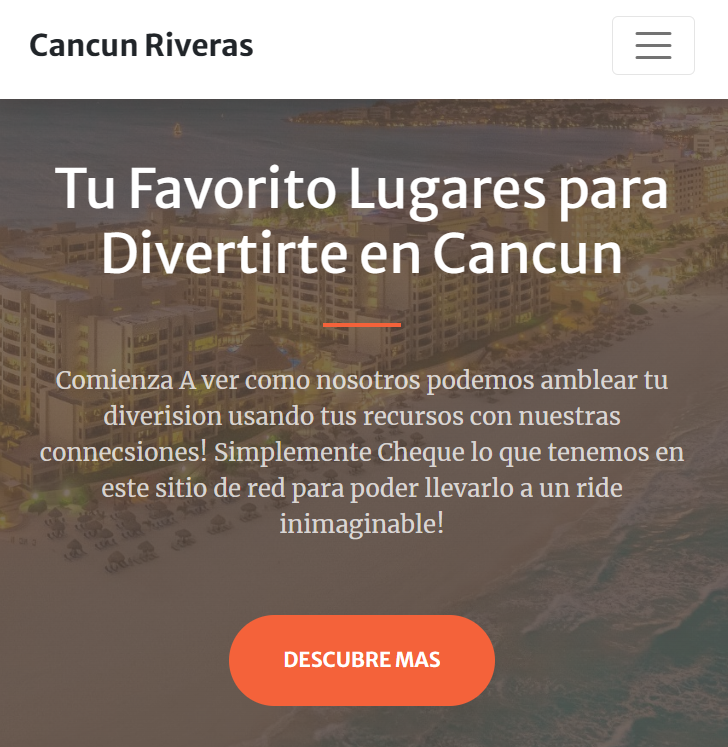 Cancun Riveras
Tu Favorito Lugares para
Divertirte en Cancun
Comienza A ver como nosotros podemos amblear tu
diverision usando tus recursos con nuestras
connecsiones! Simplemente Cheque lo que tenemos en
este sitio de red para poder llevarlo a un ride
inimaginable!
DESCUBRE MAS